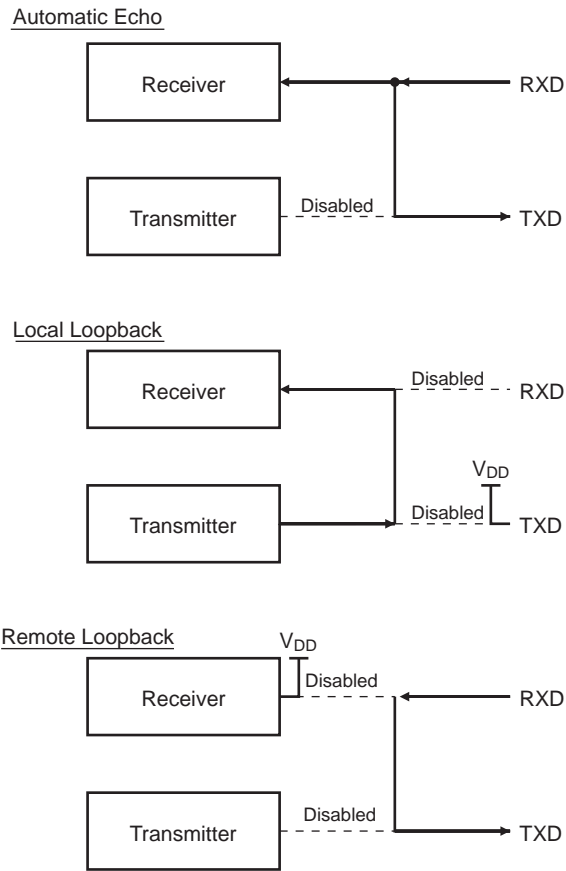 Automatic Echo
Receiver
RXD
Transmitter
Disabled
TXD
Local Loopback
Receiver
Disabled
RXD
VDD
Transmitter
Disabled
TXD
Remote Loopback
VDD
Receiver
Disabled
RXD
Transmitter
Disabled
TXD